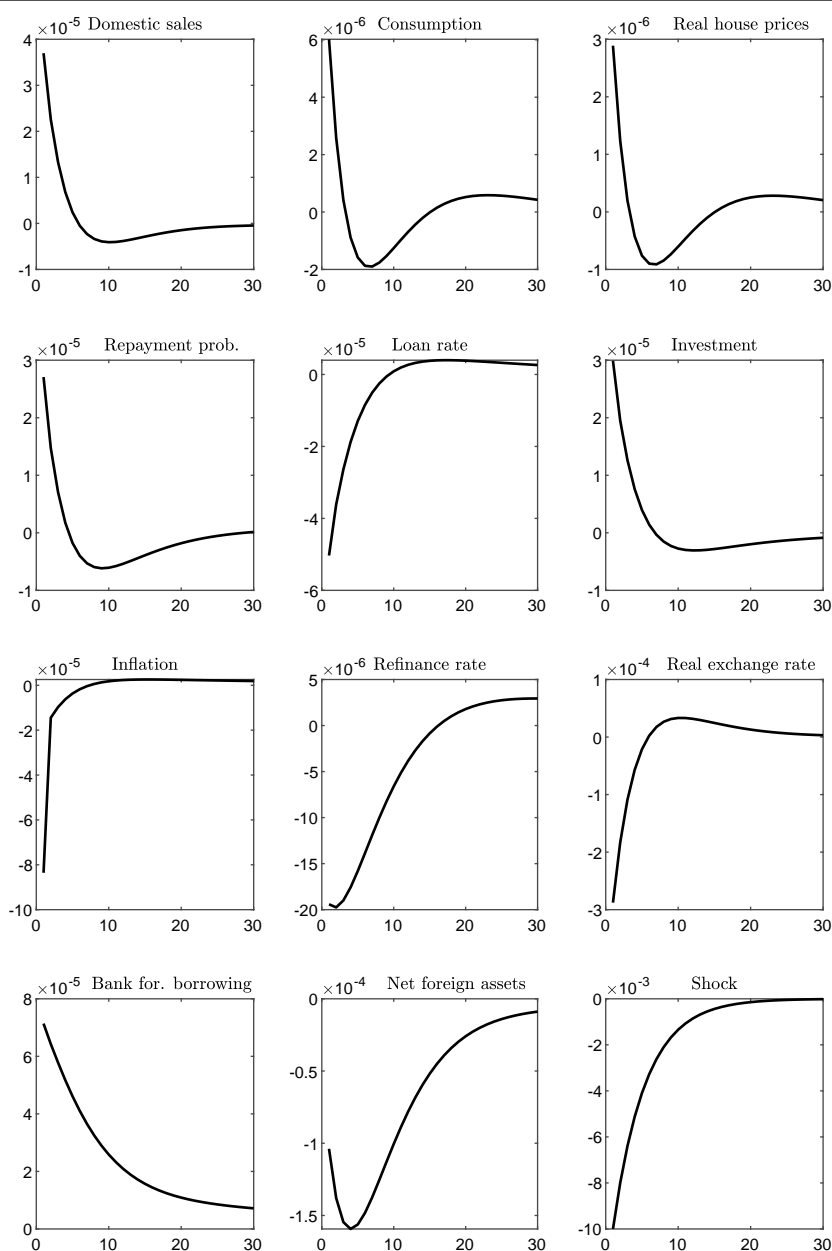 ×10-5 Domestic sales
4
3
2
1
0
-1
0 10 20 30
×10-6 Consumption
6
4
2
0
-2
0 10 20 30
×10-6 Real house prices
3
2
1
0
-1
0 10 20 30
×10-5 Repayment prob.
3
2
1
0
-1
0 10 20 30
×10-5 Loan rate
0
-2
-4
-6
0 10 20 30
×10-5 Investment
3
2
1
0
-1
0 10 20 30
×10-5 Inflation
0
-2
-4
-6
-8
-10
0 10 20 30
×10-6 Refinance rate
5
0
-5
-10
-15
-20
0 10 20 30
×10-4 Real exchange rate
1
0
-1
-2
-3
0 10 20 30
×10-5 Bank for. borrowing
8
6
4
2
0
0 10 20 30
×10-4 Net foreign assets
0
-0.5
-1
-1.5
0 10 20 30
×10-3 Shock
0
-2
-4
-6
-8
-10
0 10 20 30